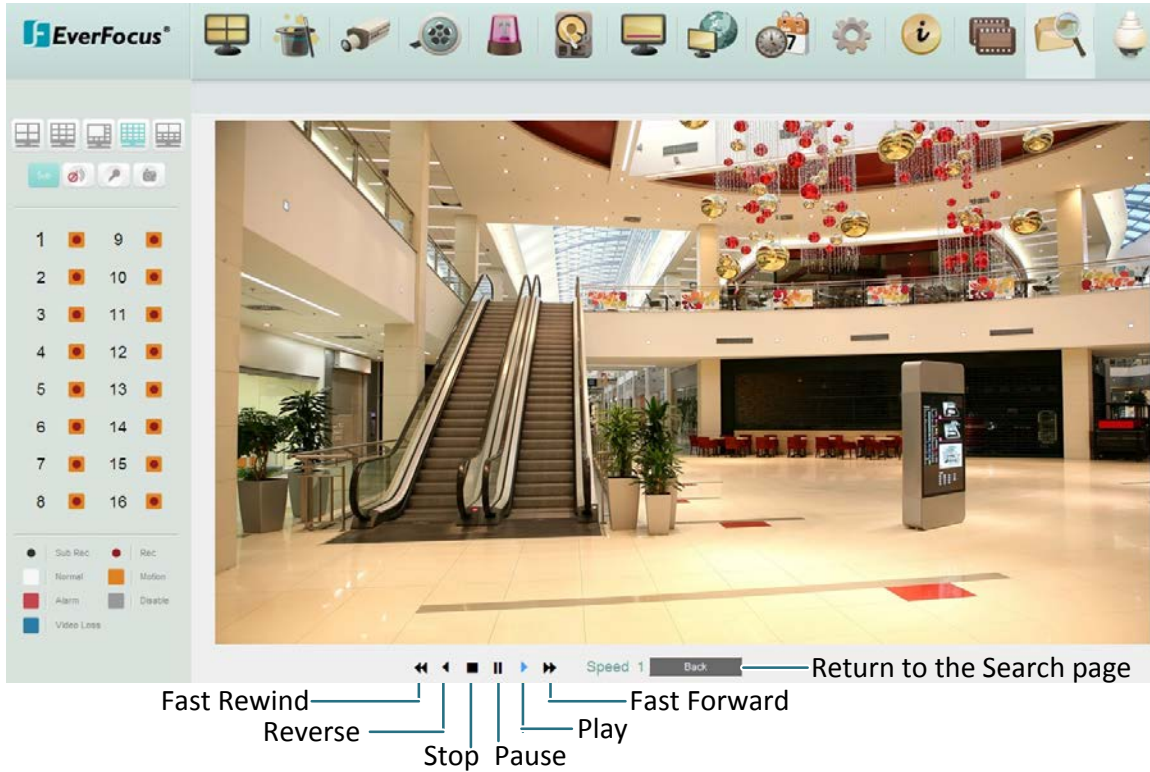 EverFocus®
7
i
Sub
1 9
2 10
3 11
4 12
5 13
6 14
7 15
8 16
Sub Rec Rec
Normal Motion
Alarm Disable
Video Loss
Speed 1 Back
Return to the Search page
Fast Rewind
Fast Forward
Reverse
Play
Stop Pause